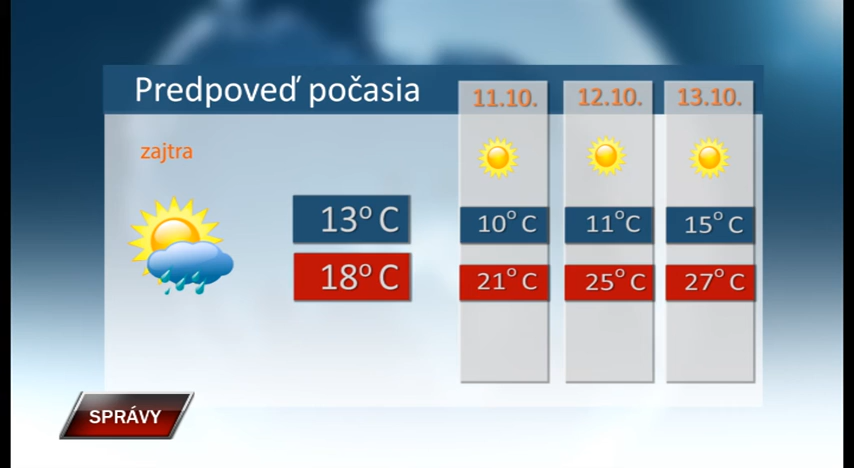 Predpoveď počasia
zajtra
13° C
18° C
11.10.
12.10.
13.10.
10° C
11°C
15° C
21° C
25° C
27° C
SPRÁVY